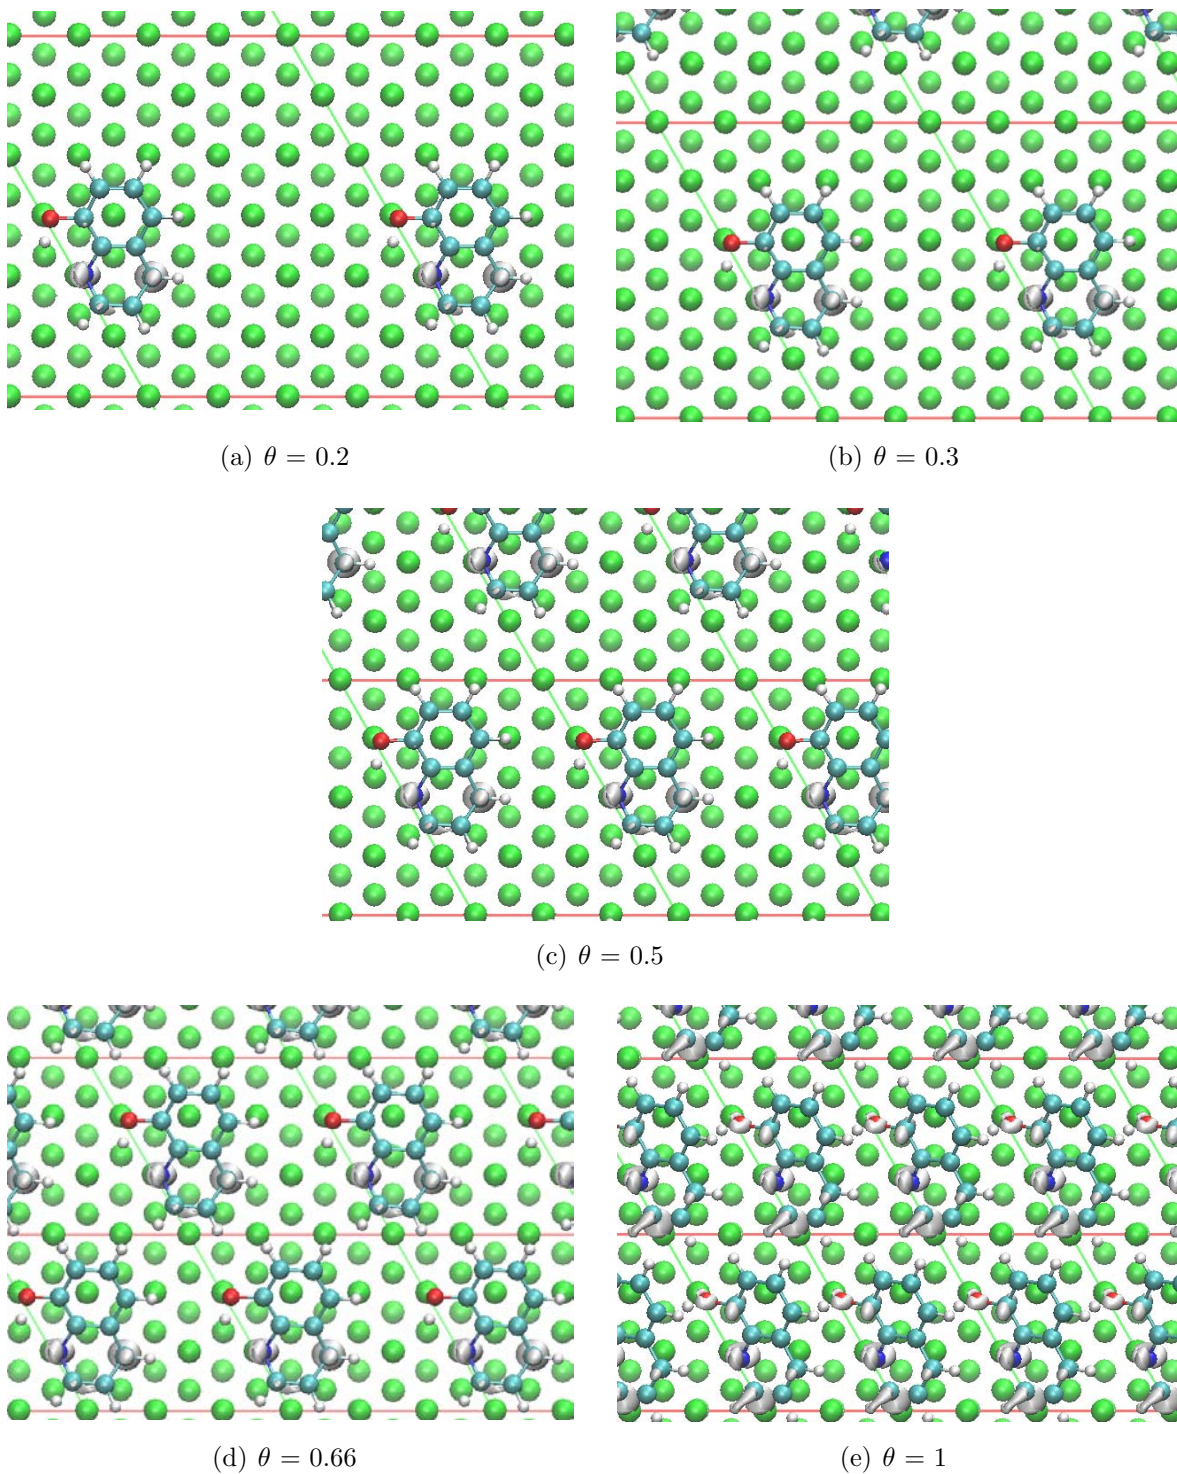 (a) θ = 0.2
(b) θ = 0.3
(c) θ = 0.5
(d) θ = 0.66
(e) θ = 1